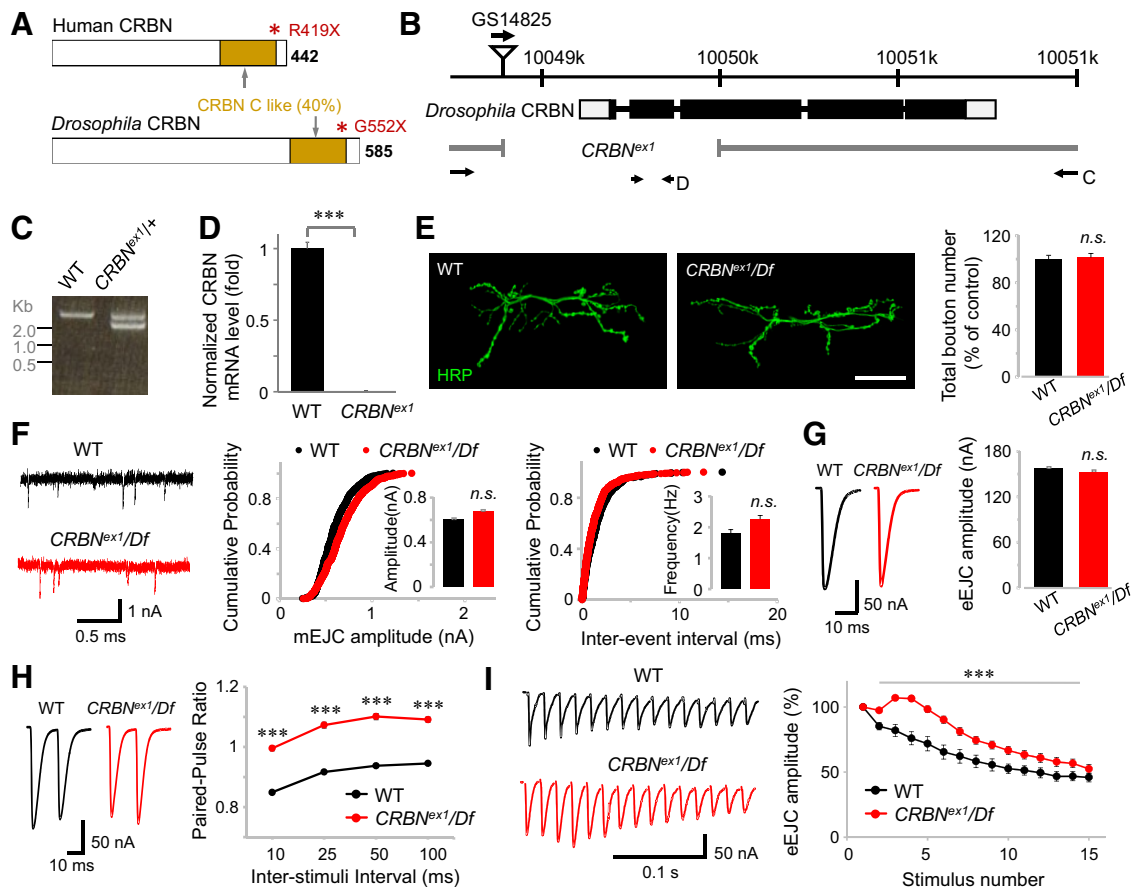 A
Human CRBN
* R419X
442
CRBN C like (40%)
Drosophila CRBN
* G552X
585
B
GS14825
10049k
10050k
10051k
10051k
Drosophila CRBN
CRBNex1
D
C
C
WT
CRBNex1/+
Kb
2.0
1.0
0.5
D
***
Normalized CRBN
mRNA level (fold)
1
0.5
0
WT
CRBNex1
E
WT
HRP
CRBNex1/Df
Total bouton number
(% of control)
120
80
40
0
n.s.
WT
CRBNex1/Df
F
WT
CRBNex1/Df
1 nA
0.5 ms
WT
CRBNex1/Df
Cumulative Probability
0.8
0.4
0
0
1
2
mEJC amplitude (nA)
Amplitude(nA)
0.8
0.4
0
n.s.
WT
CRBNex1/Df
Cumulative Probability
0.8
0.4
0
0
10
20
Inter-event interval (ms)
Frequency(Hz)
3
2
1
0
n.s.
G
WT
CRBNex1/Df
50 nA
10 ms
eEJC amplitude (nA)
180
120
60
0
n.s.
WT
CRBNex1/Df
H
WT
CRBNex1/Df
50 nA
10 ms
Paired-Pulse Ratio
1.2
1
0.8
***
***
***
***
WT
CRBNex1/Df
10
25
50
100
Inter-stimuli Interval (ms)
I
WT
CRBNex1/Df
50 nA
0.1 s
eEJC amplitude (%)
100
50
0
***
WT
CRBNex1/Df
0
5
10
15
Stimulus number